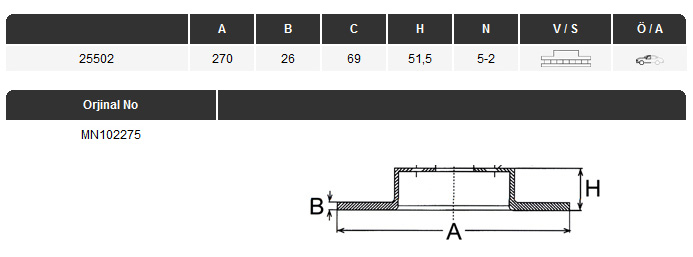 A B C H N V / S Ö / A
25502 270 26 69 51,5 5-2
Orjinal No
MN102275
B
H
A